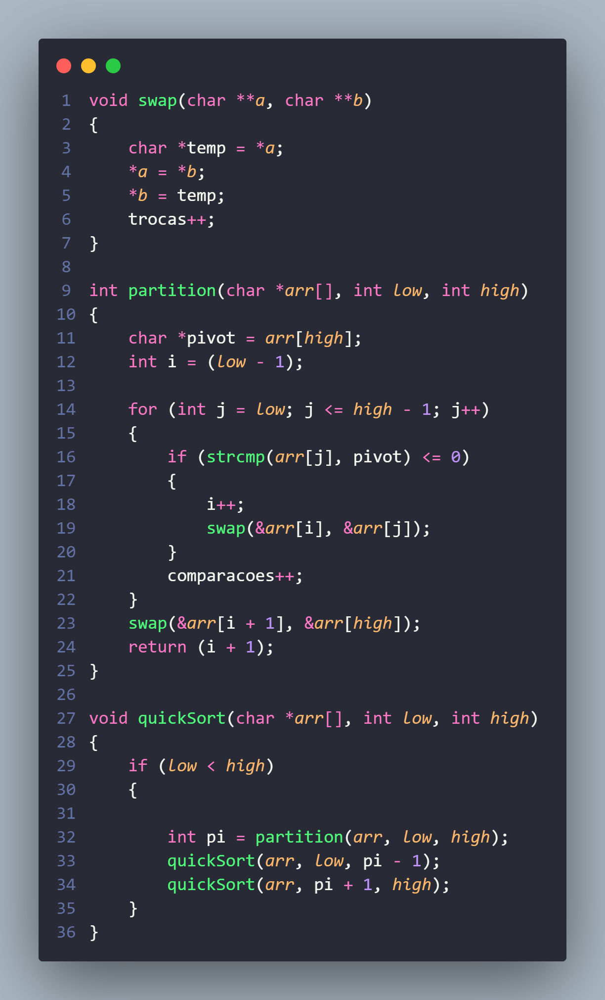 1 void swap(char **a, char **b)
2 {
3     char *temp = *a;
4     *a = *b;
5     *b = temp;
6     trocas++;
7 }
8
9 int partition(char *arr[], int low, int high)
10 {
11     char *pivot = arr[high];
12     int i = (low - 1);
13
14     for (int j = low; j <= high - 1; j++)
15     {
16         if (strcmp(arr[j], pivot) <= 0)
17         {
18             i++;
19             swap(&arr[i], &arr[j]);
20         }
21         comparacoes++;
22     }
23     swap(&arr[i + 1], &arr[high]);
24     return (i + 1);
25 }
26
27 void quickSort(char *arr[], int low, int high)
28 {
29     if (low < high)
30     {
31
32         int pi = partition(arr, low, high);
33         quickSort(arr, low, pi - 1);
34         quickSort(arr, pi + 1, high);
35     }
36 }